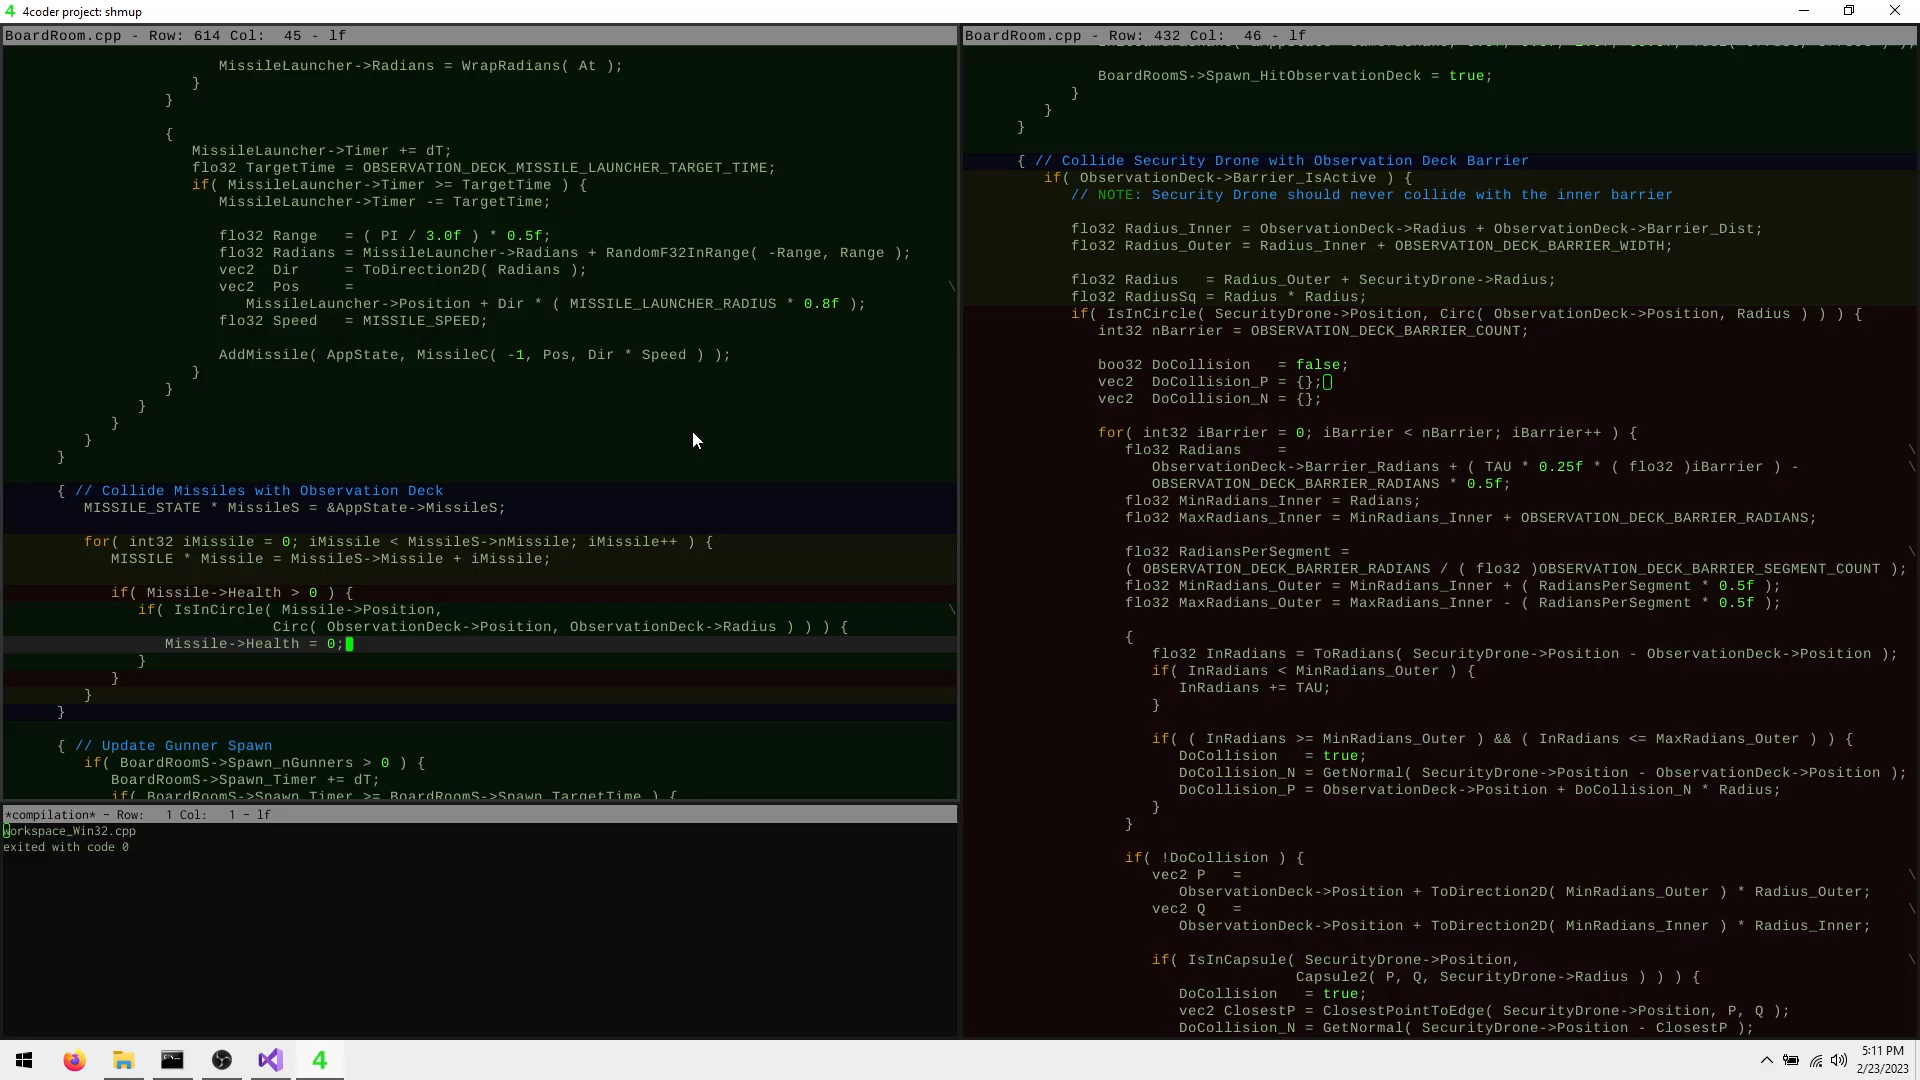 4coder project: shmup
BoardRoom.cpp - Row: 614 Col:  45 - lf
MissileLauncher->Radians = WrapRadians( At );
}
}
{
MissileLauncher->Timer += dT;
flo32 TargetTime = OBSERVATION_DECK_MISSILE_LAUNCHER_TARGET_TIME;
if( MissileLauncher->Timer >= TargetTime ) {
MissileLauncher->Timer -= TargetTime;
flo32 Range   = ( PI / 3.0f ) * 0.5f;
flo32 Radians = MissileLauncher->Radians + RandomF32InRange( -Range, Range );
vec2  Dir     = ToDirection2D( Radians );
vec2  Pos     = \
MissileLauncher->Position + Dir * ( MISSILE_LAUNCHER_RADIUS * 0.8f );
flo32 Speed   = MISSILE_SPEED;
AddMissile( AppState, MissileC( -1, Pos, Dir * Speed ) );
}
}
}
}
}
}
{ // Collide Missiles with Observation Deck
MISSILE_STATE * MissileS = &AppState->MissileS;
for( int32 iMissile = 0; iMissile < MissileS->nMissile; iMissile++ ) {
MISSILE * Missile = MissileS->Missile + iMissile;
if( Missile->Health > 0 ) {
if( IsInCircle( Missile->Position, \
Circ( ObservationDeck->Position, ObservationDeck->Radius ) ) ) {
Missile->Health = 0;
}
}
}
}
{ // Update Gunner Spawn
if( BoardRoomS->Spawn_nGunners > 0 ) {
BoardRoomS->Spawn_Timer += dT;
if( BoardRoomS->Spawn_Timer >= BoardRoomS->Spawn_TargetTime ) {
*compilation* - Row:   1 Col:   1 - lf
workspace_Win32.cpp
exited with code 0
BoardRoom.cpp - Row: 432 Col:  46 - lf
BoardRoomS->Spawn_HitObservationDeck = true;
}
}
}
{ // Collide Security Drone with Observation Deck Barrier
if( ObservationDeck->Barrier_IsActive ) {
// NOTE: Security Drone should never collide with the inner barrier
flo32 Radius_Inner = ObservationDeck->Radius + ObservationDeck->Barrier_Dist;
flo32 Radius_Outer = Radius_Inner + OBSERVATION_DECK_BARRIER_WIDTH;
flo32 Radius   = Radius_Outer + SecurityDrone->Radius;
flo32 RadiusSq = Radius * Radius;
if( IsInCircle( SecurityDrone->Position, Circ( ObservationDeck->Position, Radius ) ) ) {
int32 nBarrier = OBSERVATION_DECK_BARRIER_COUNT;
boo32 DoCollision   = false;
vec2  DoCollision_P = {};
vec2  DoCollision_N = {};
for( int32 iBarrier = 0; iBarrier < nBarrier; iBarrier++ ) {
flo32 Radians    = \
ObservationDeck->Barrier_Radians + ( TAU * 0.25f * ( flo32 )iBarrier ) - \
OBSERVATION_DECK_BARRIER_RADIANS * 0.5f;
flo32 MinRadians_Inner = Radians;
flo32 MaxRadians_Inner = MinRadians_Inner + OBSERVATION_DECK_BARRIER_RADIANS;
flo32 RadiansPerSegment = \
( OBSERVATION_DECK_BARRIER_RADIANS / ( flo32 )OBSERVATION_DECK_BARRIER_SEGMENT_COUNT );
flo32 MinRadians_Outer = MinRadians_Inner + ( RadiansPerSegment * 0.5f );
flo32 MaxRadians_Outer = MaxRadians_Inner - ( RadiansPerSegment * 0.5f );
{
flo32 InRadians = ToRadians( SecurityDrone->Position - ObservationDeck->Position );
if( InRadians < MinRadians_Outer ) {
InRadians += TAU;
}
if( ( InRadians >= MinRadians_Outer ) && ( InRadians <= MaxRadians_Outer ) ) {
DoCollision   = true;
DoCollision_N = GetNormal( SecurityDrone->Position - ObservationDeck->Position );
DoCollision_P = ObservationDeck->Position + DoCollision_N * Radius;
}
}
if( !DoCollision ) {
vec2 P   = \
ObservationDeck->Position + ToDirection2D( MinRadians_Outer ) * Radius_Outer;
vec2 Q   = \
ObservationDeck->Position + ToDirection2D( MinRadians_Inner ) * Radius_Inner;
if( IsInCapsule( SecurityDrone->Position, \
Capsule2( P, Q, SecurityDrone->Radius ) ) ) {
DoCollision   = true;
vec2 ClosestP = ClosestPointToEdge( SecurityDrone->Position, P, Q );
DoCollision_N = GetNormal( SecurityDrone->Position - ClosestP );
5:11 PM
2/23/2023